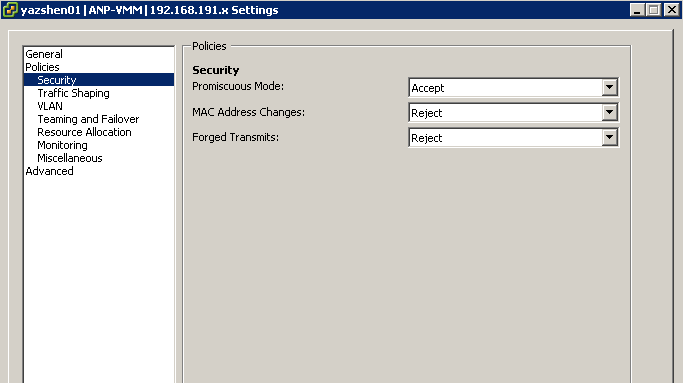 yazshen01|ANP-VMM|192.168.191.x Settings
General
Policies
Security
Traffic Shaping
VLAN
Teaming and Failover
Resource Allocation
Monitoring
Miscellaneous
Advanced
Policies
Security
Promiscuous Mode: Accept
MAC Address Changes: Reject
Forged Transmits: Reject